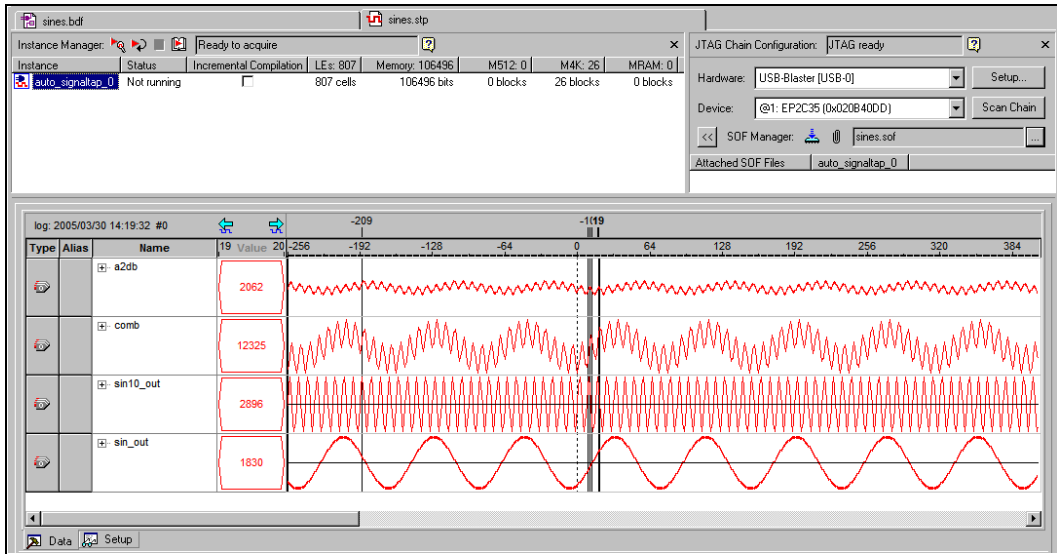 sines.bdf
sines.stp
Instance Manager: Ready to acquire
Instance Status Incremental Compilation LEs: 807 Memory: 106496 M512: 0 M4K: 26 MRAM: 0
auto_signaltap_0 Not running 807 cells 106496 bits 0 blocks 26 blocks 0 blocks
JTAG Chain Configuration: JTAG ready
Hardware: USB-Blaster [USB-0] Setup...
Device: @1: EP2C35 (0x020B40DD) Scan Chain
<< SOF Manager: sines.sof ...
Attached SOF Files auto_signaltap_0
log: 2005/03/30 14:19:32 #0 -209 19
Type Alias Name 19 Value 20 -256 -192 -128 -64 0 64 128 192 256 320 384
a2db 2062
comb 12325
sin10_out 2896
sin_out 1830
Data Setup